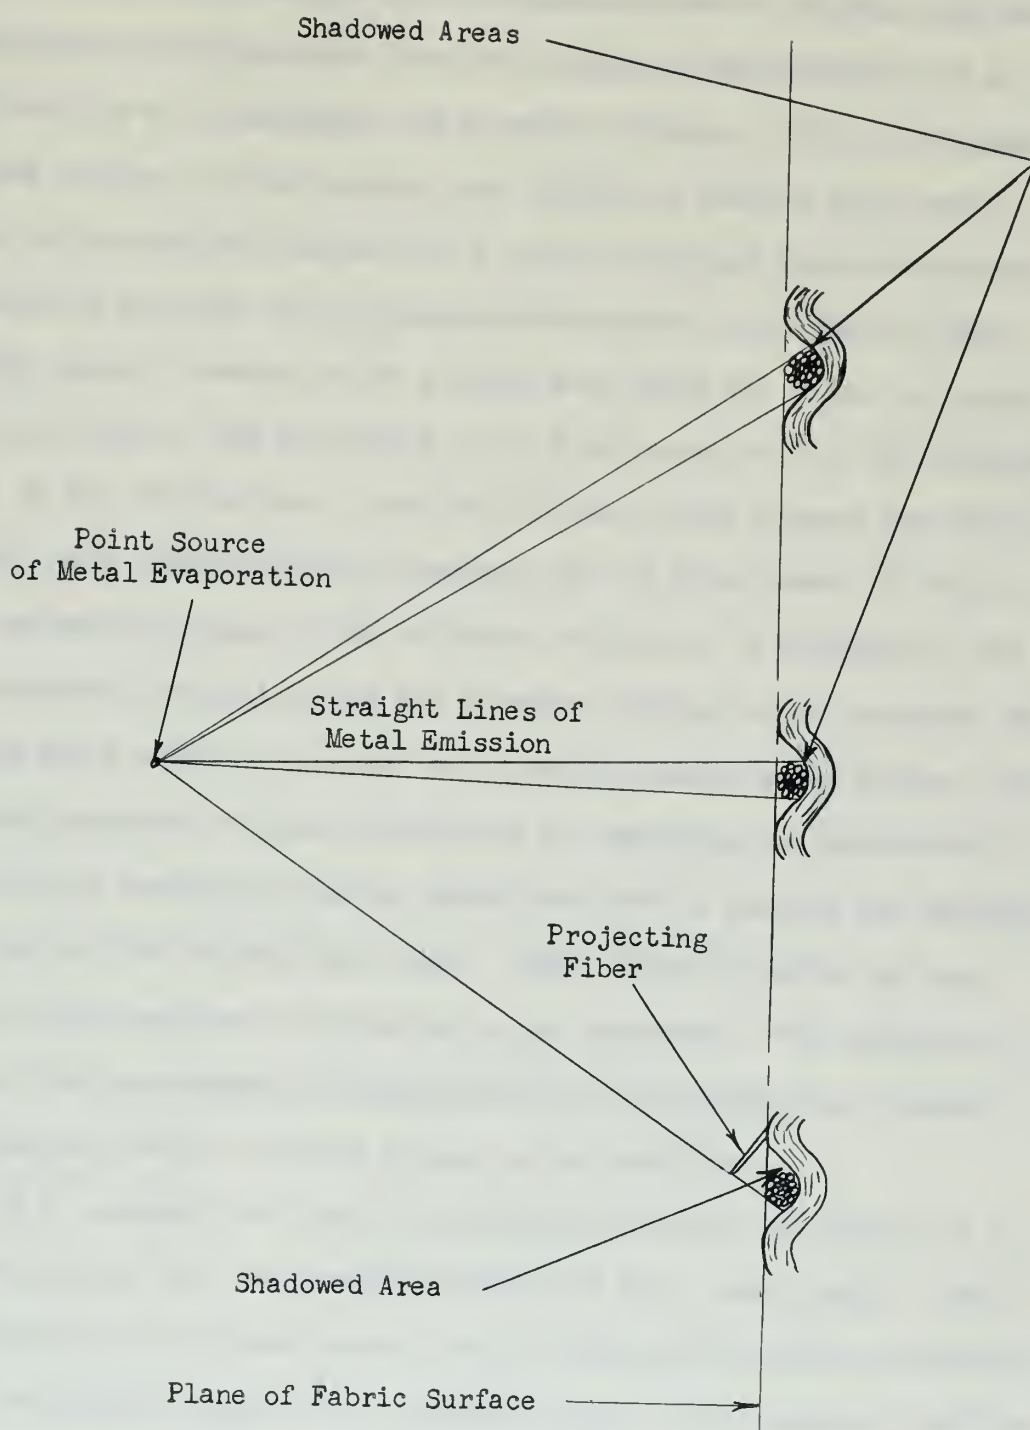 Shadowed Areas
Point Source
of Metal Evaporation
Straight Lines of
Metal Emission
Projecting
Fiber
Shadowed Area
Plane of Fabric Surface